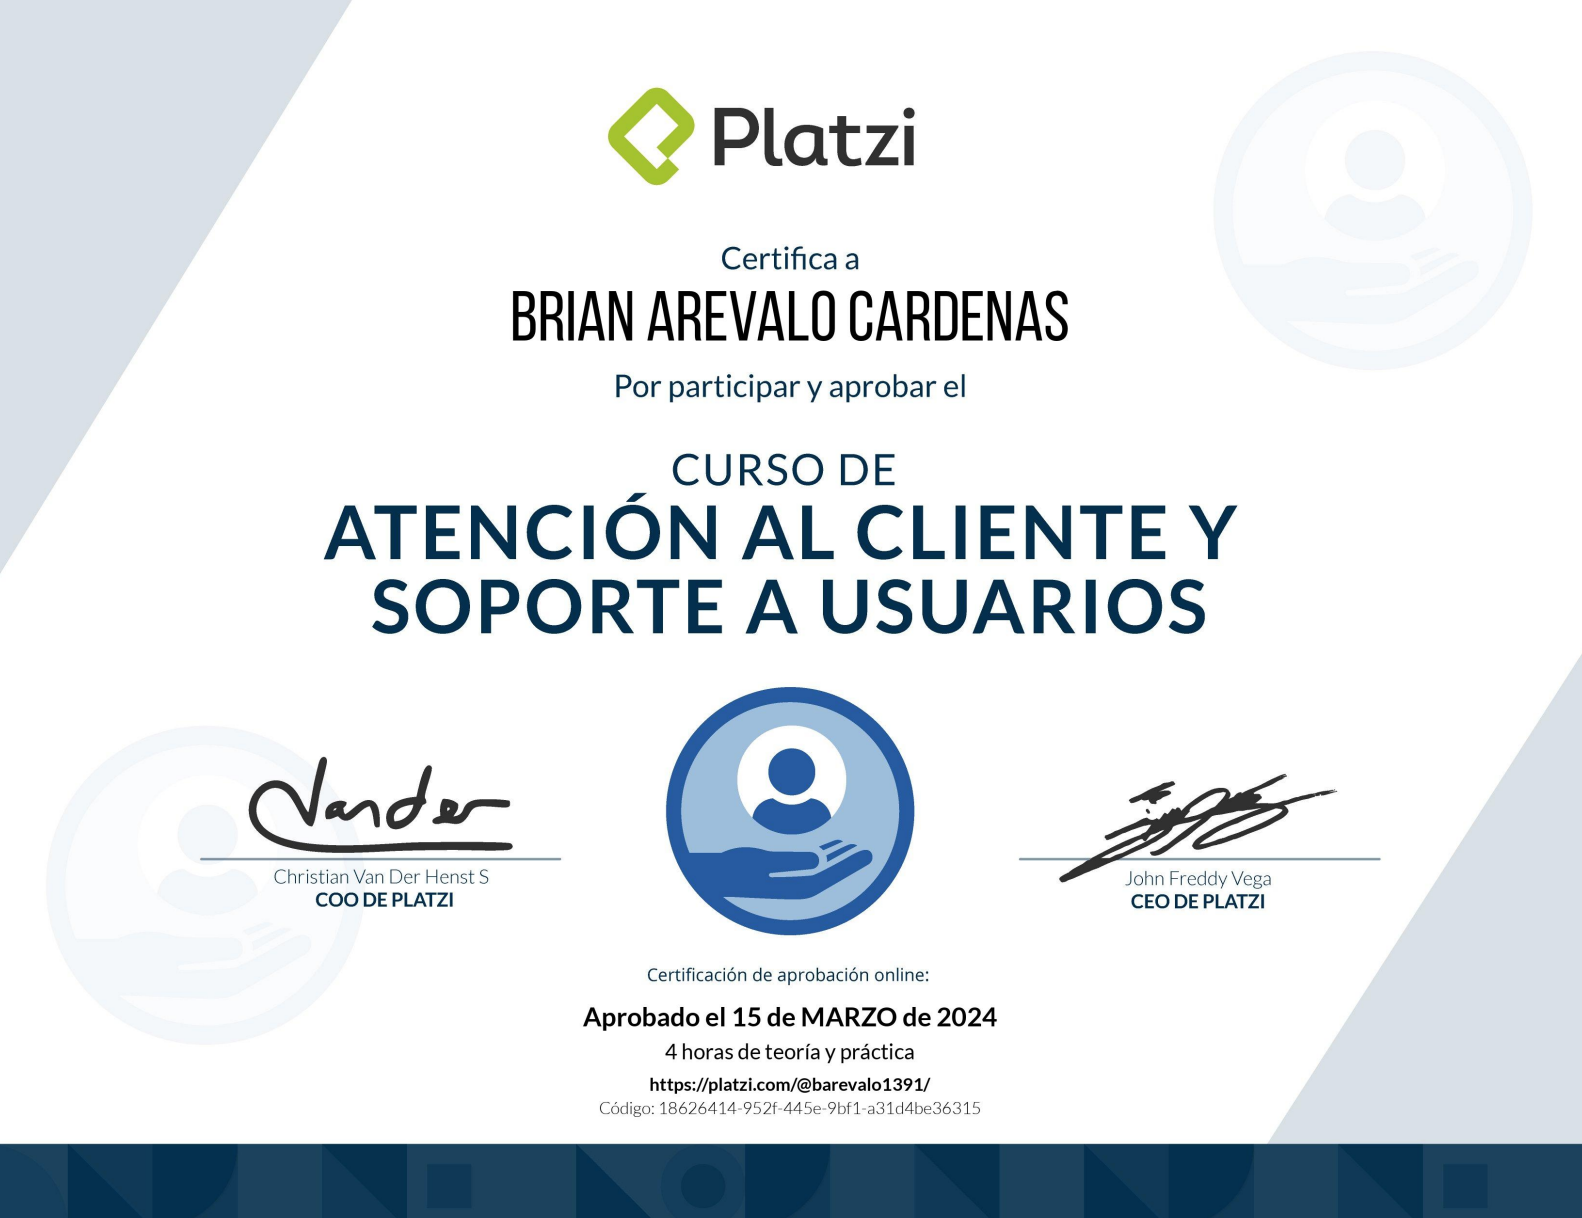 Platzi
Certifica a
BRIAN AREVALO CARDENAS
Por participar y aprobar el
CURSO DE
ATENCIÓN AL CLIENTE Y
SOPORTE A USUARIOS
Vander
Christian Van Der Henst S
COO DE PLATZI
John Freddy Vega
CEO DE PLATZI
Certificación de aprobación online:
Aprobado el 15 de MARZO de 2024
4 horas de teoría y práctica
https://platzi.com/@barevalo1391/
Código: 18626414-952f-445e-9bf1-a31d4be36315